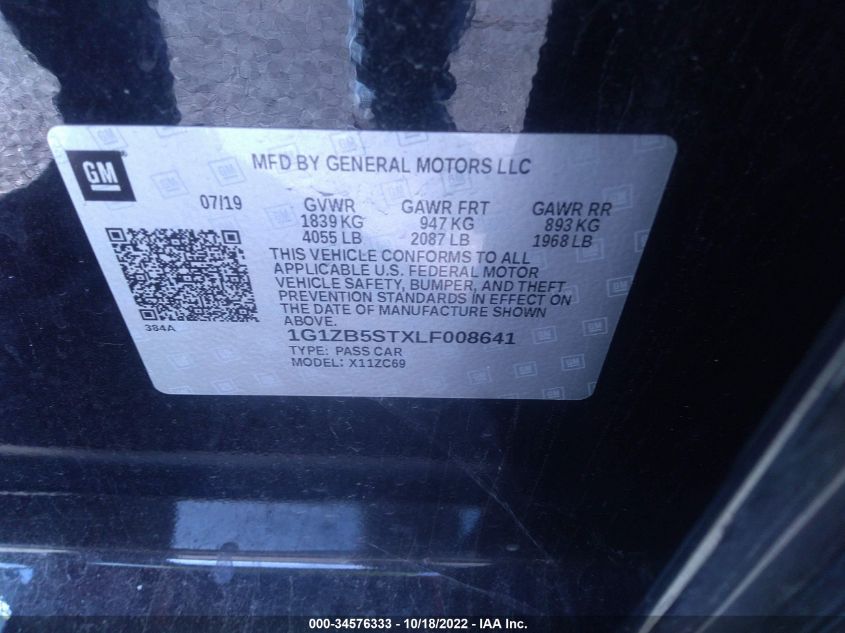 GM
MFD BY GENERAL MOTORS LLC
07/19
GVWR GAWR FRT GAWR RR
1839 KG 947 KG 893 KG
4055 LB 2087 LB 1968 LB
THIS VEHICLE CONFORMS TO ALL
APPLICABLE U.S. FEDERAL MOTOR
VEHICLE SAFETY, BUMPER, AND THEFT
PREVENTION STANDARDS IN EFFECT ON
THE DATE OF MANUFACTURE SHOWN
ABOVE.
384A
1G1ZB5STXLF008641
TYPE: PASS CAR
MODEL: X11ZC69
000-34576333 - 10/18/2022 - IAA Inc.